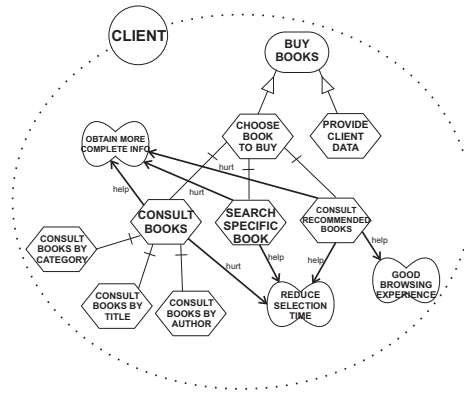 CLIENT
BUY
BOOKS
CHOOSE
BOOK
TO BUY
PROVIDE
CLIENT
DATA
OBTAIN MORE
COMPLETE INFO
hurt
hurt
help
CONSULT
BOOKS
SEARCH
SPECIFIC
BOOK
CONSULT
RECOMMENDED
BOOKS
CONSULT
BOOKS BY
CATEGORY
hurt
help
help
help
CONSULT
BOOKS BY
TITLE
CONSULT
BOOKS BY
AUTHOR
REDUCE
SELECTION
TIME
GOOD
BROWSING
EXPERIENCE